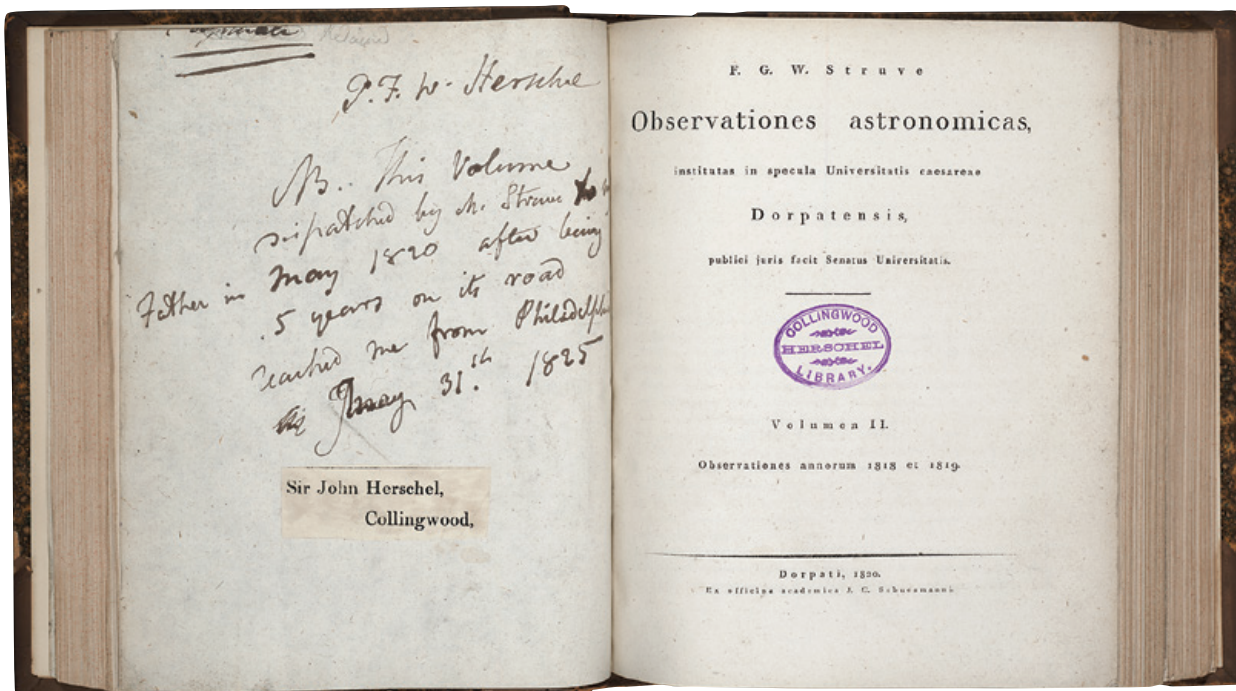 J. F. W. Herschel
NB. This Volume
dispatched by M. Struve to my
Father in May 1820 after being
5 years on its road
reached me from Philadelphia
May 31.th 1825
Sir John Herschel,
Collingwood,
F. G. W. Struve
Observationes astronomicas,
institutas in specula Universitatis caesareae
Dorpatensis,
publici juris facit Senatus Universitatis.
COLLINGWOOD
HERSCHEL
LIBRARY.
Volumen II.
Observationes annorum 1818 et 1819.
Dorpati, 1820.
Ex officina academica J. C. Schuenmanni.